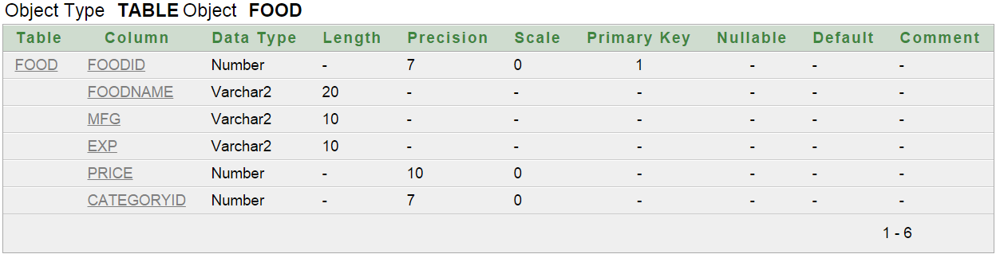 Object Type TABLE Object FOOD
Table Column Data Type Length Precision Scale Primary Key Nullable Default Comment
FOOD FOODID Number - 7 0 1 - - -
FOODNAME Varchar2 20 - - - - - -
MFG Varchar2 10 - - - - - -
EXP Varchar2 10 - - - - - -
PRICE Number - 10 0 - - - -
CATEGORYID Number - 7 0 - - - -
1 - 6